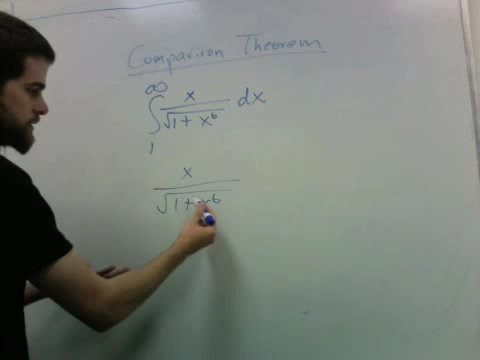 Comparison Theorem
∫₁^∞ x/√(1 + x⁶) dx
x/√(1 + x⁶)